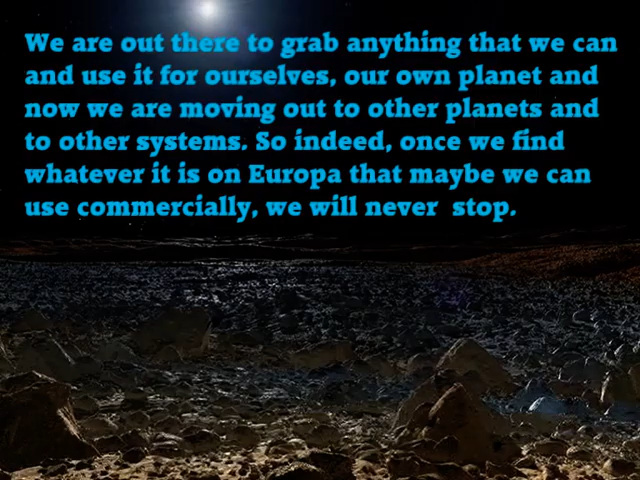 We are out there to grab anything that we can
and use it for ourselves, our own planet and
now we are moving out to other planets and
to other systems. So indeed, once we find
whatever it is on Europa that maybe we can
use commercially, we will never stop.